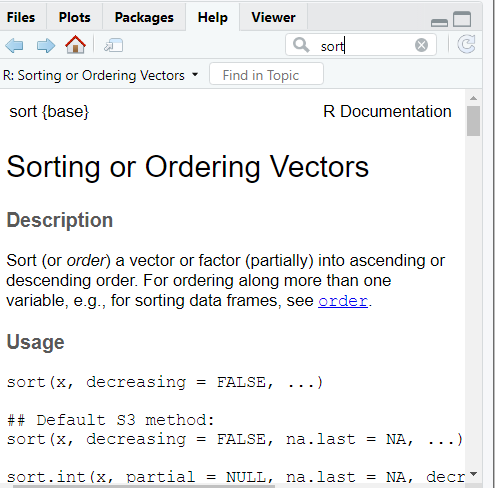 Files Plots Packages Help Viewer
sort
R: Sorting or Ordering Vectors Find in Topic
sort {base} R Documentation
Sorting or Ordering Vectors
Description
Sort (or order) a vector or factor (partially) into ascending or
descending order. For ordering along more than one
variable, e.g., for sorting data frames, see order.
Usage
sort(x, decreasing = FALSE, ...)
## Default S3 method:
sort(x, decreasing = FALSE, na.last = NA, ...)
sort.int(x, partial = NULL, na.last = NA, decr